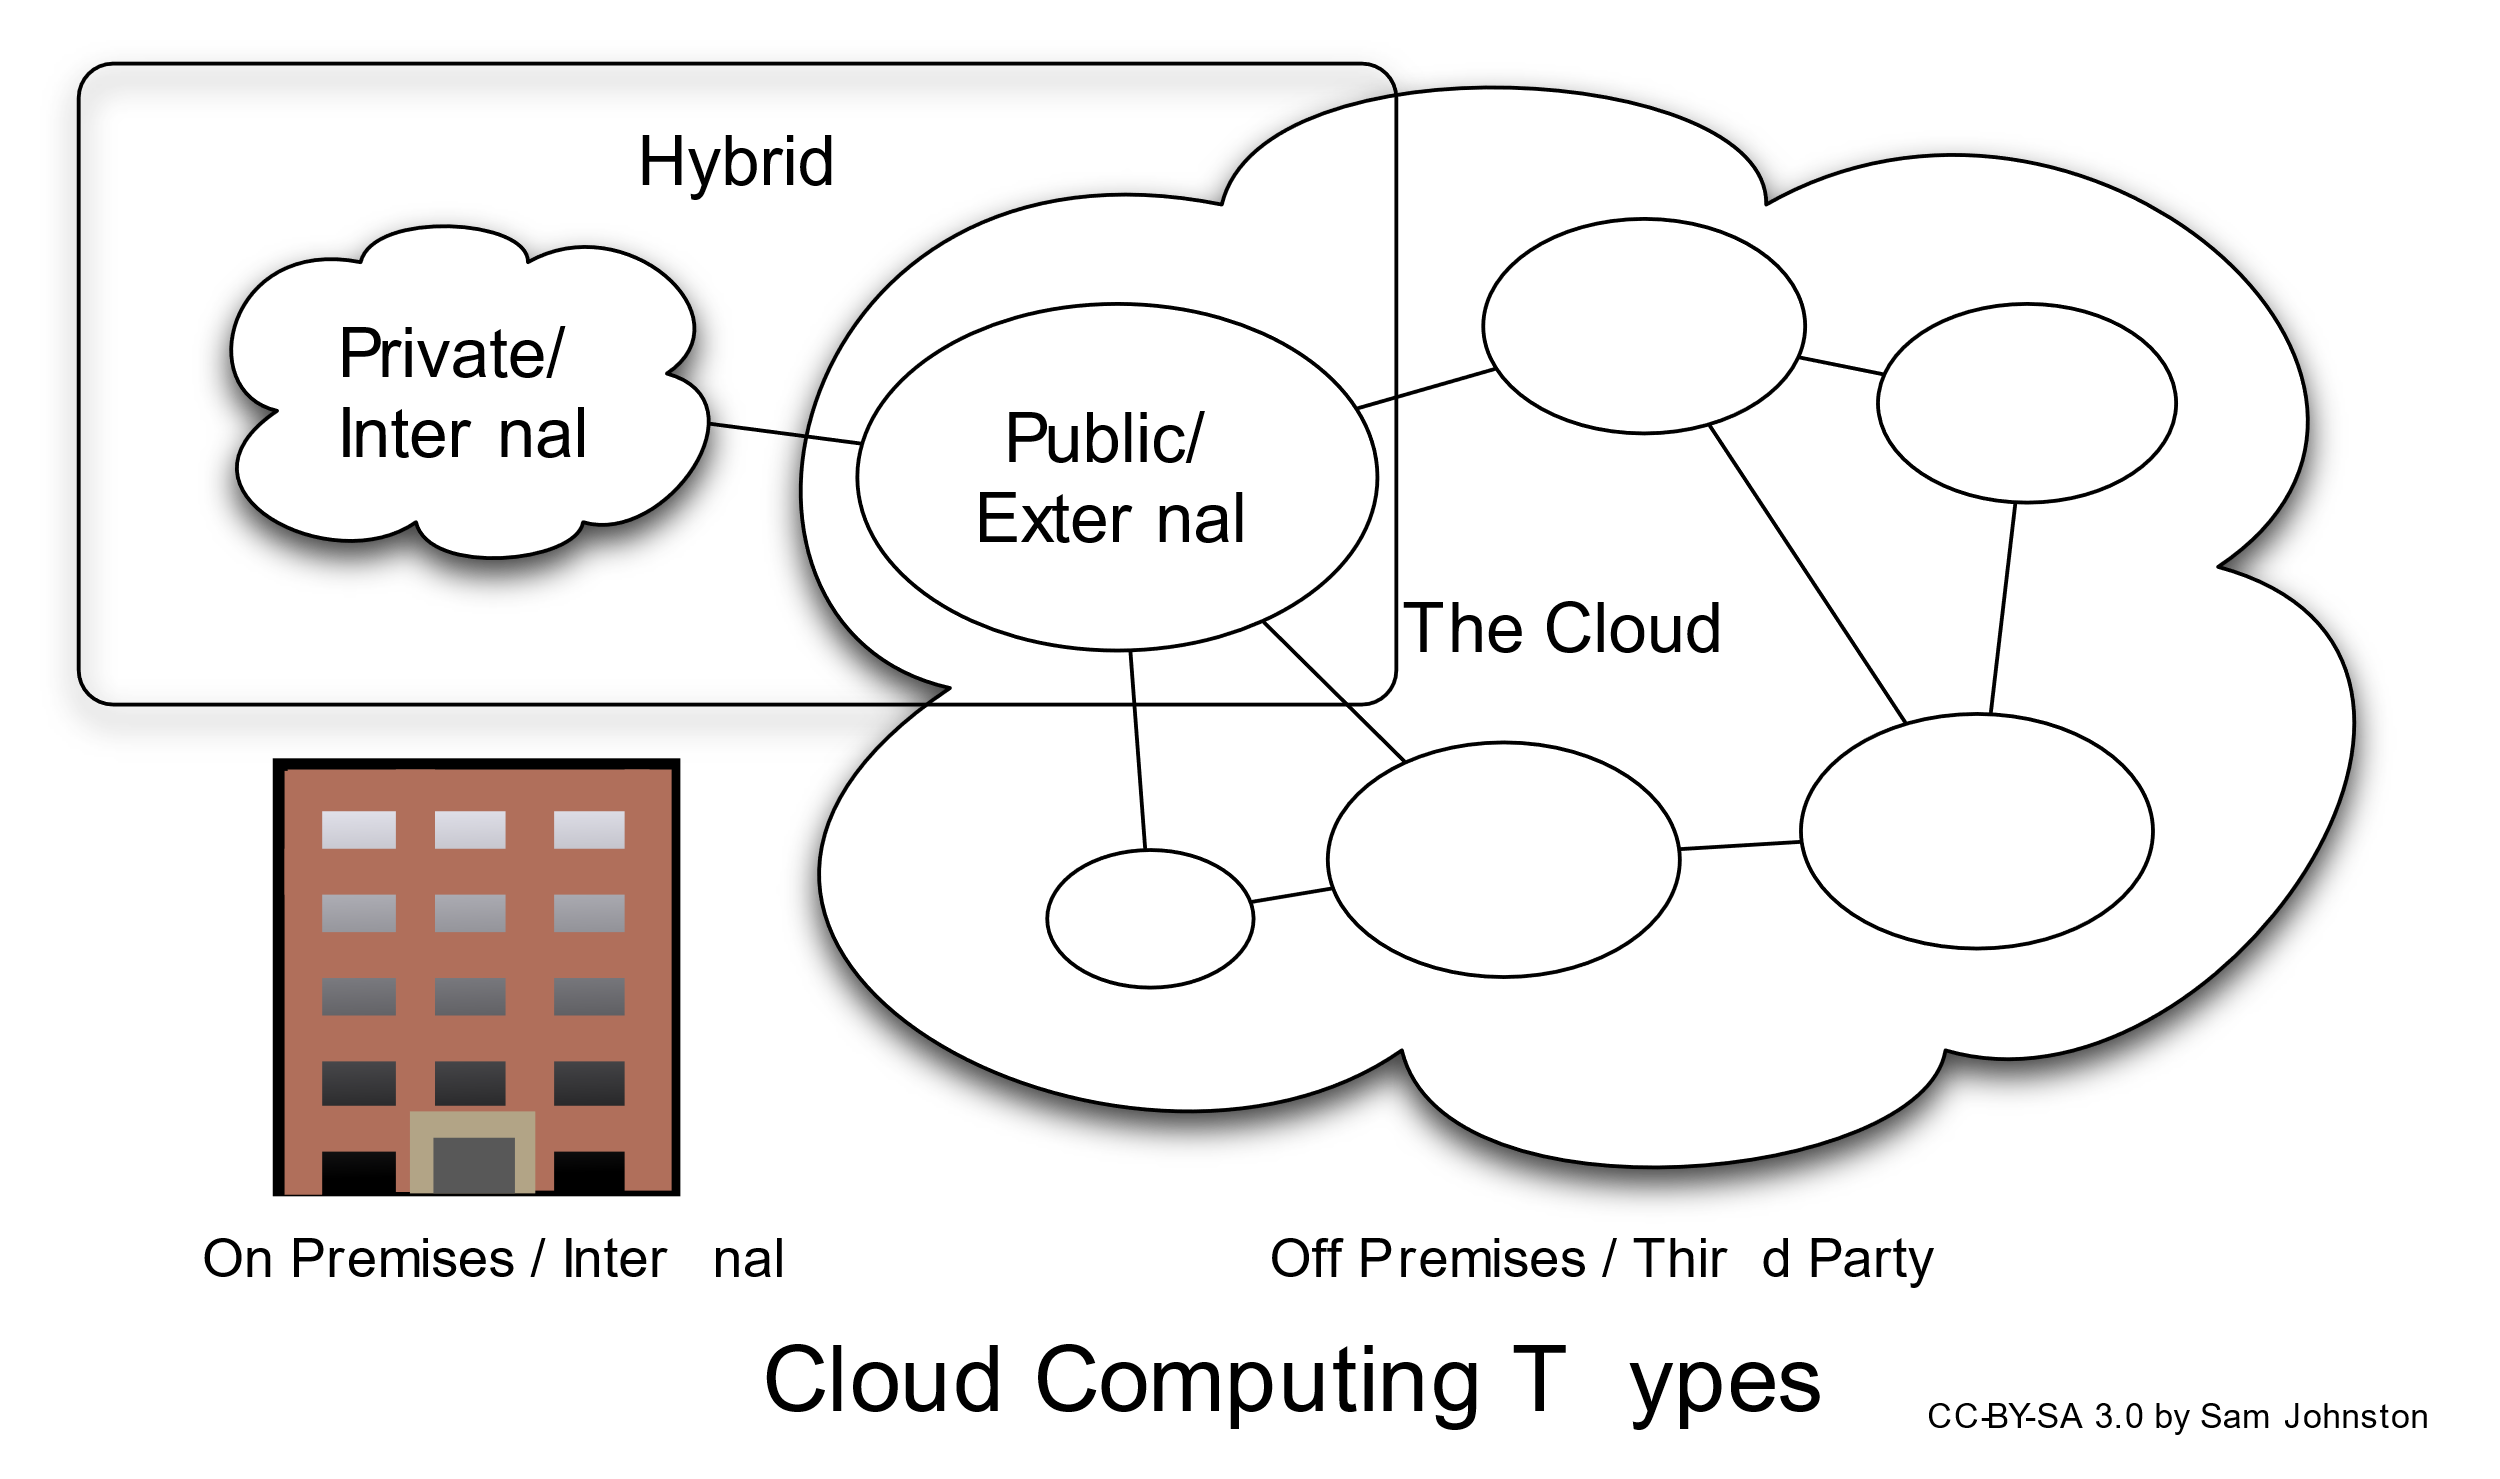 Hybrid
Private/
Inter nal
Public/
Exter nal
The Cloud
On Premises / Inter nal
Off Premises / Thir d Party
Cloud Computing T ypes
CC-BY-SA 3.0 by Sam Johnston